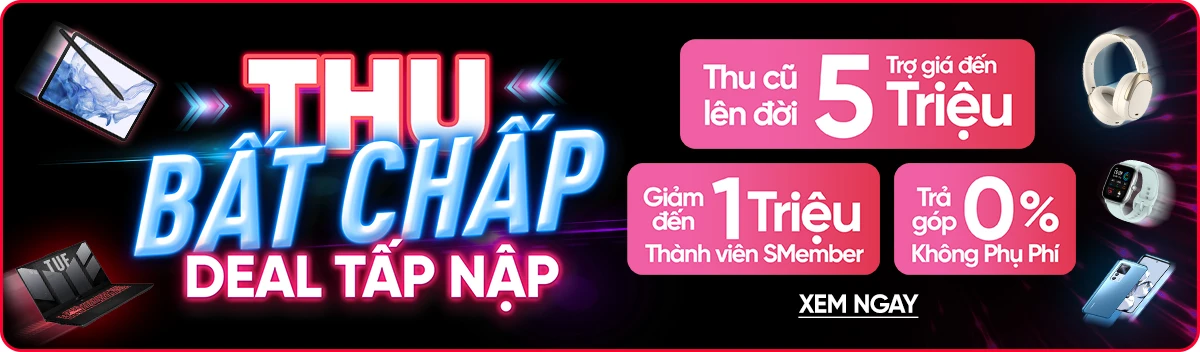 THU
BẤT CHẤP
DEAL TẤP NẬP
Thu cũ
lên đời
5
Trợ giá đến
Triệu
Giảm
đến
1 Triệu
Thành viên SMember
Trả
góp
0%
Không Phụ Phí
XEM NGAY
TUF